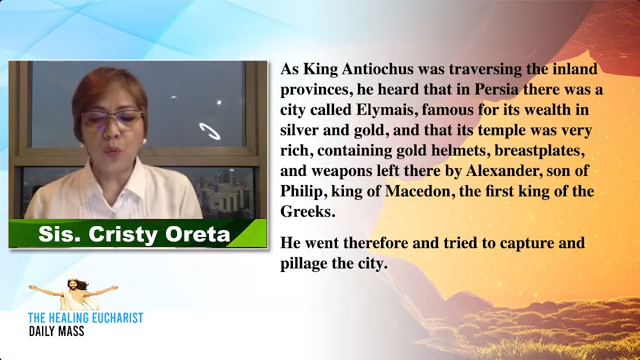 As King Antiochus was traversing the inland
provinces, he heard that in Persia there was a
city called Elymais, famous for its wealth in
silver and gold, and that its temple was very
rich, containing gold helmets, breastplates,
and weapons left there by Alexander, son of
Philip, king of Macedon, the first king of the
Greeks.
He went therefore and tried to capture and
pillage the city.
Sis. Cristy Oreta
THE HEALING EUCHARIST
DAILY MASS